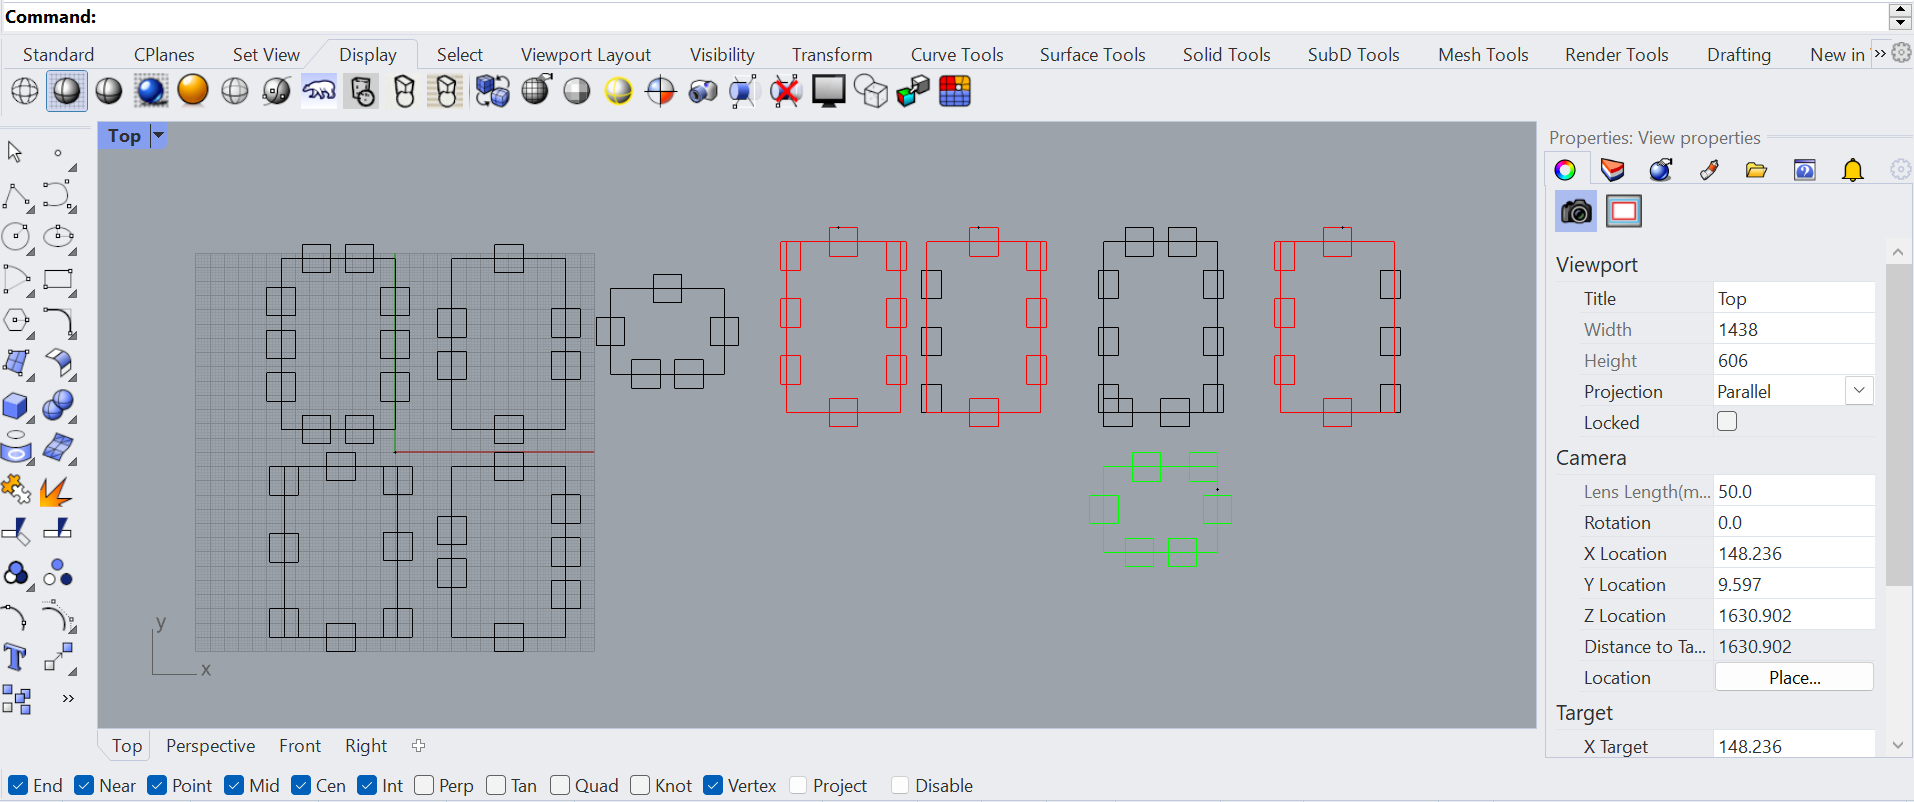 Command:
Standard CPlanes Set View Display Select Viewport Layout Visibility Transform Curve Tools Surface Tools Solid Tools SubD Tools Mesh Tools Render Tools Drafting New in
Top
Properties: View properties
Viewport
Title Top
Width 1438
Height 606
Projection Parallel
Locked
Camera
Lens Length(m... 50.0
Rotation 0.0
X Location 148.236
Y Location 9.597
Z Location 1630.902
Distance to Ta... 1630.902
Location Place...
Target
X Target 148.236
y
x
Top Perspective Front Right
End Near Point Mid Cen Int Perp Tan Quad Knot Vertex Project Disable